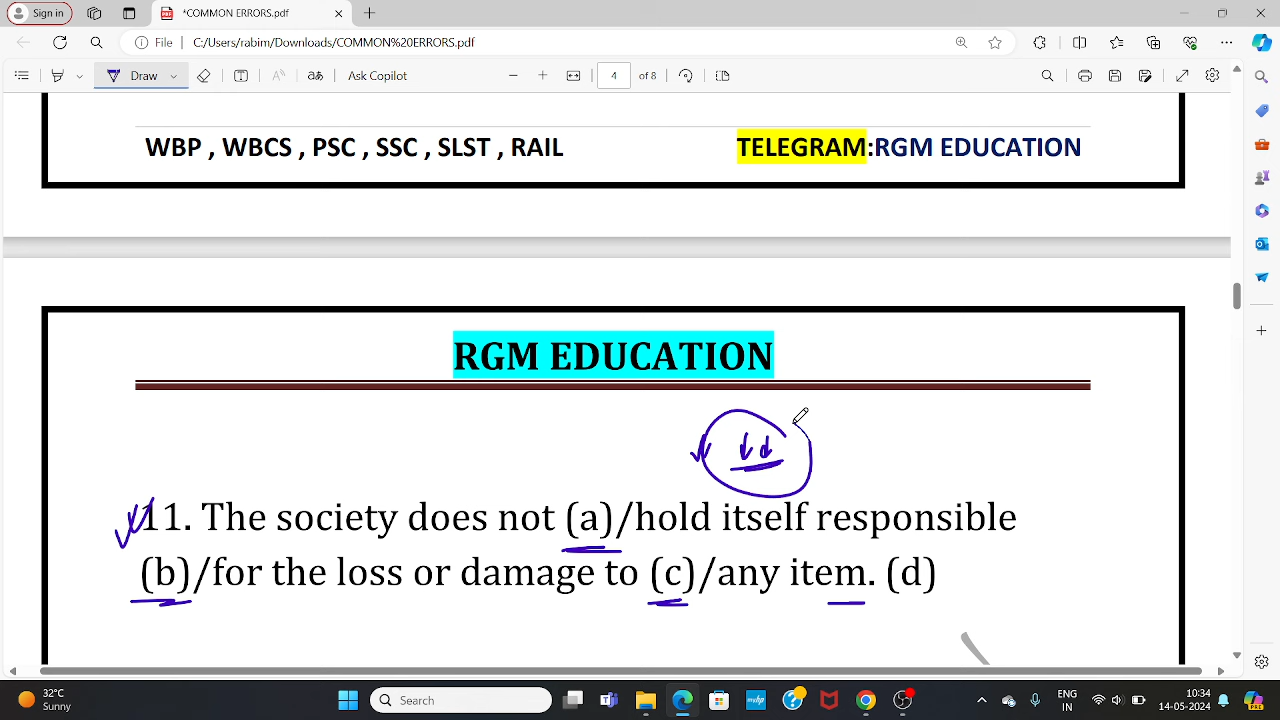 Sign in
*COMMON ERRORS.pdf
File
C:/Users/rabim/Downloads/COMMON%20ERRORS.pdf
Draw
Ask Copilot
4 of 8
WBP , WBCS , PSC , SSC , SLST , RAIL
TELEGRAM:RGM EDUCATION
RGM EDUCATION
11. The society does not (a)/hold itself responsible
(b)/for the loss or damage to (c)/any item. (d)
32°C
Sunny
Search
ENG
IN
10:34
14-05-2024